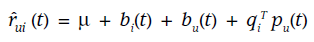 r̂ᵤᵢ (t) = μ + bᵢ(t) + bᵤ(t) + qᵢᵀ pᵤ(t)